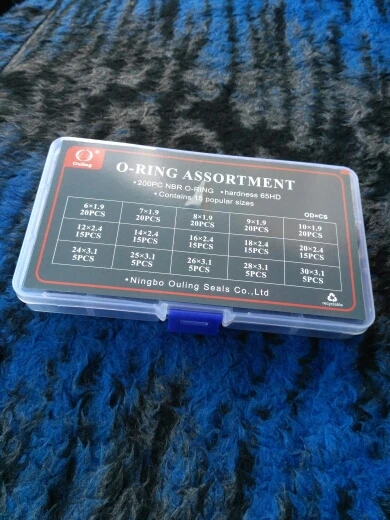 Ouling
O-RING ASSORTMENT
•200PC NBR O-RING •hardness 65HD
•Contains 15 popular sizes
OD×CS
6×1.9 7×1.9 8×1.9 9×1.9 10×1.9
20PCS 20PCS 20PCS 20PCS 20PCS
12×2.4 14×2.4 16×2.4 18×2.4 20×2.4
15PCS 15PCS 15PCS 15PCS 15PCS
24×3.1 25×3.1 26×3.1 28×3.1 30×3.1
5PCS 5PCS 5PCS 5PCS 5PCS
•Ningbo Ouling Seals Co.,Ltd
recyclable